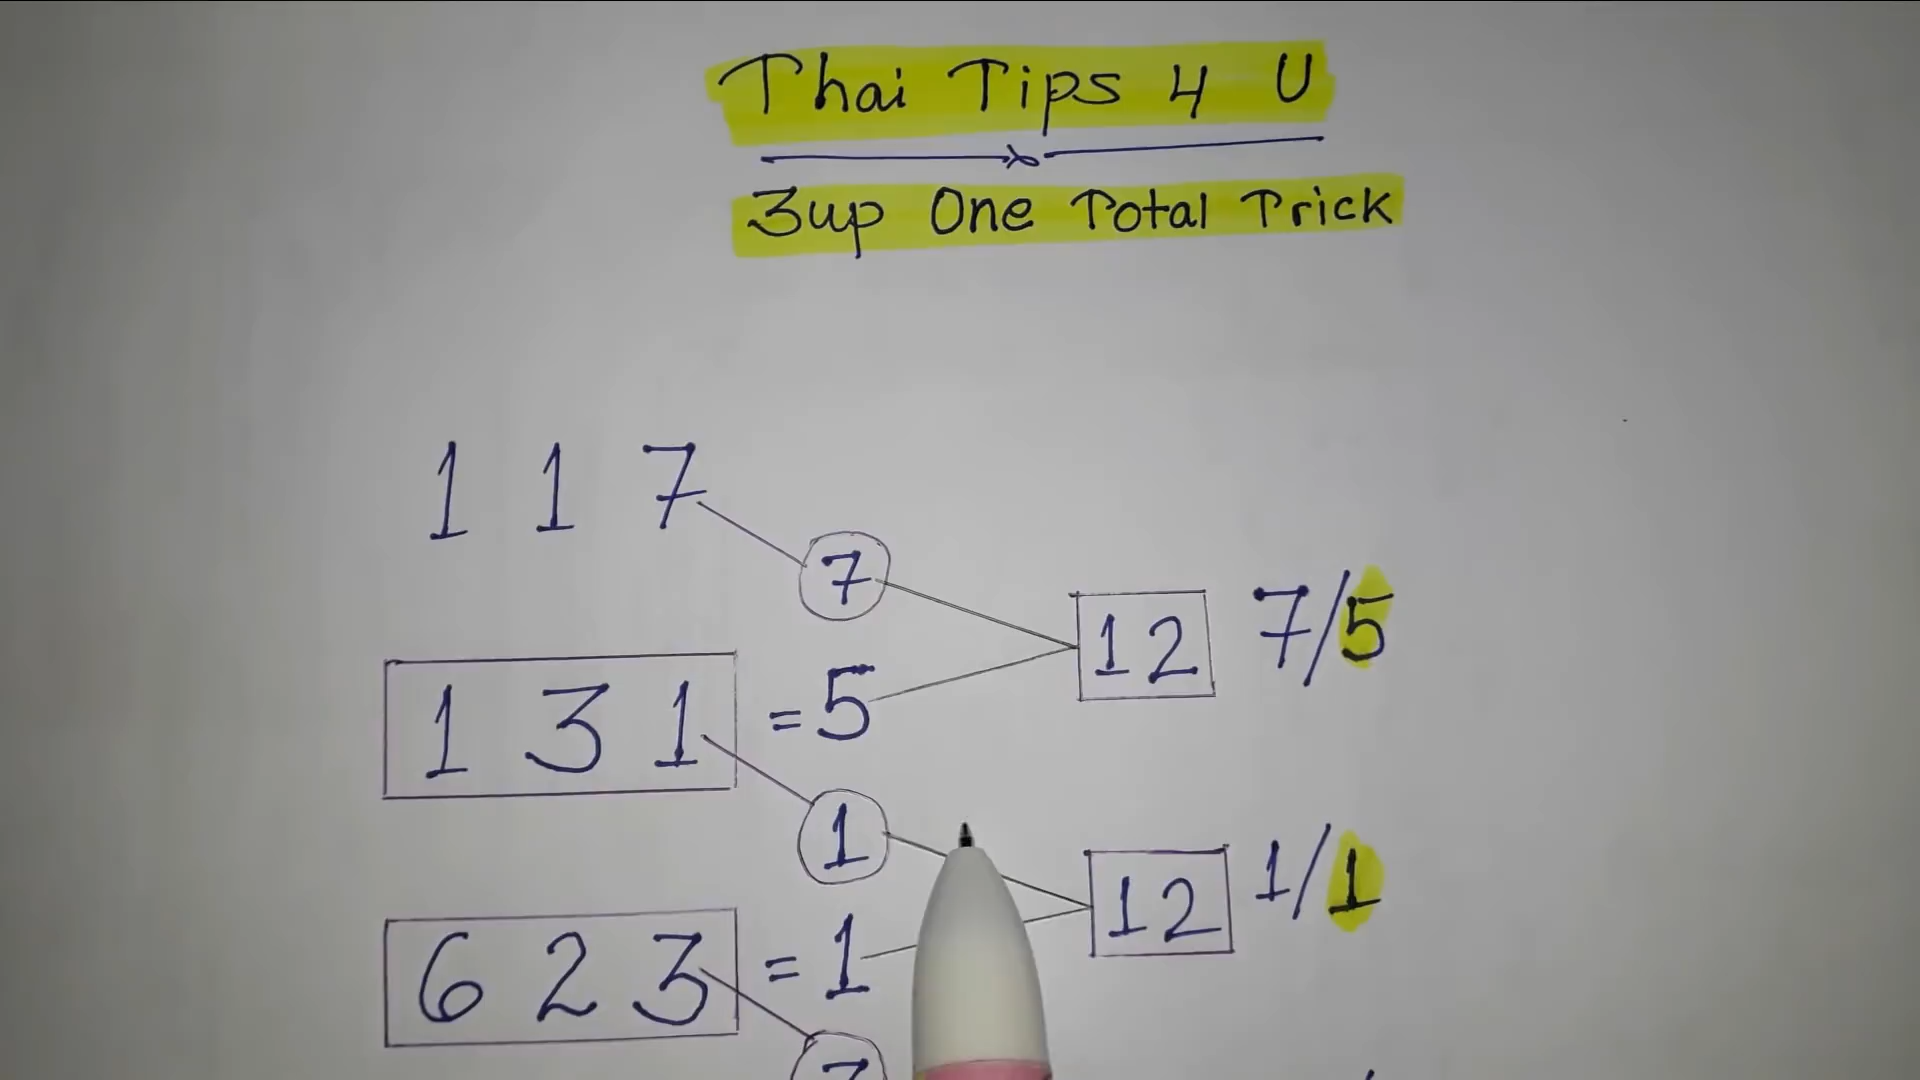 Thai Tips 4 U
3up One Total Trick
1 1 7
7
12 7/5
1 3 1 = 5
1
12 1/1
6 2 3 = 1